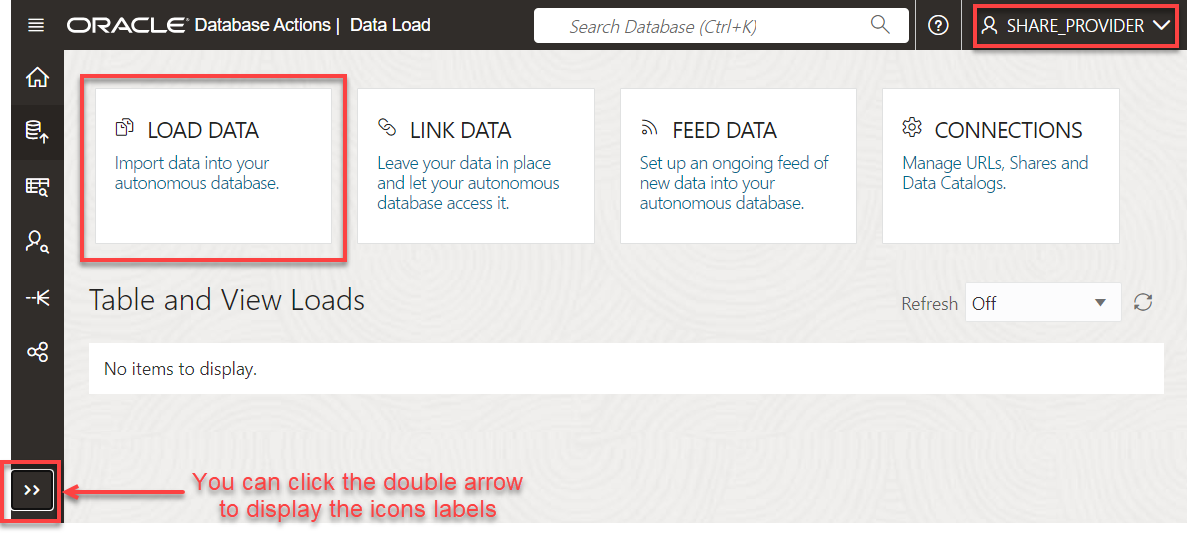 ORACLE® Database Actions | Data Load
Search Database (Ctrl+K)
SHARE_PROVIDER
LOAD DATA
Import data into your
autonomous database.
LINK DATA
Leave your data in place
and let your autonomous
database access it.
FEED DATA
Set up an ongoing feed of
new data into your
autonomous database.
CONNECTIONS
Manage URLs, Shares and
Data Catalogs.
Table and View Loads
Refresh Off
No items to display.
You can click the double arrow
to display the icons labels